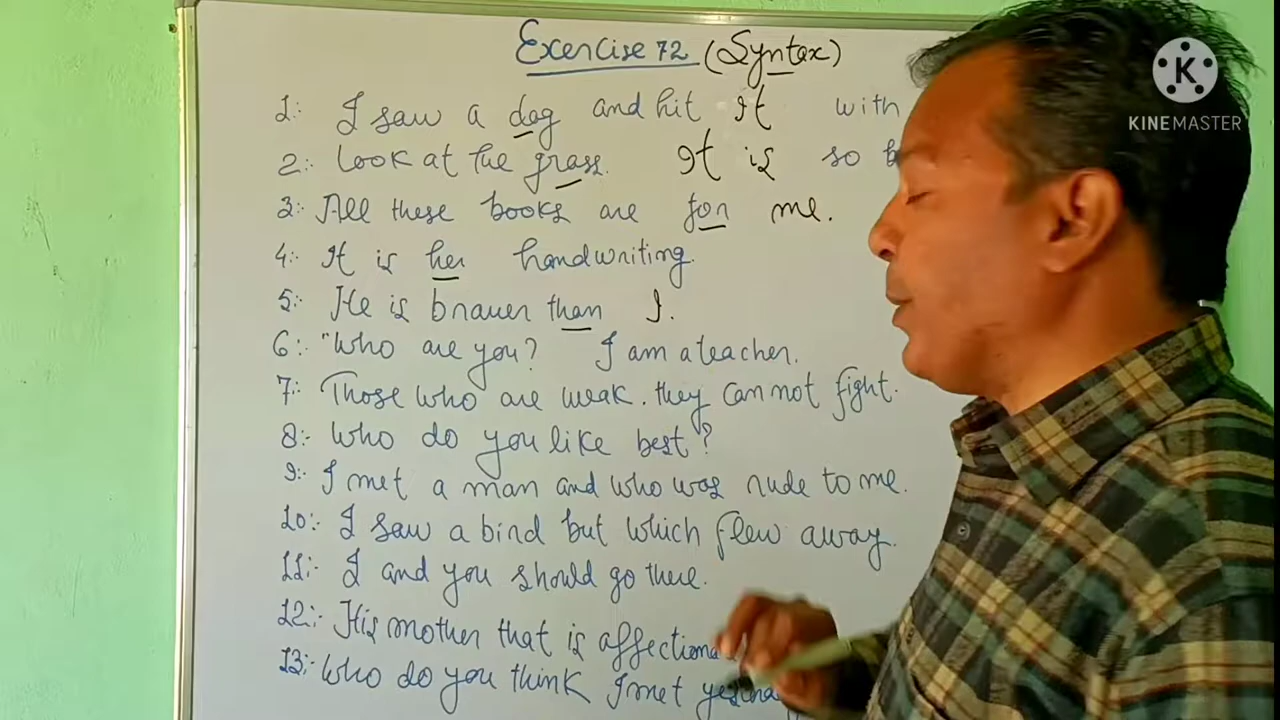 Exercise 72 (Syntax)
1:- I saw a dog and hit It with
2:- Look at the grass. It is so
3:- All these books are for me.
4:- It is her handwriting.
5:- He is braver than I.
6:- "Who are you? I am a teacher.
7:- Those who are weak. they can not fight.
8:- Who do you like best?
9:- I met a man and who was rude to me.
10:- I saw a bird but which flew away.
11:- I and you should go there.
12:- His mother that is
13:- Who do you think I met
K
KINEMASTER